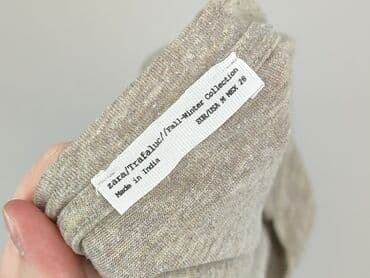 zara/Trafaluc//Fall-Winter Collection
Made in India
EUR/USA M MEX 28